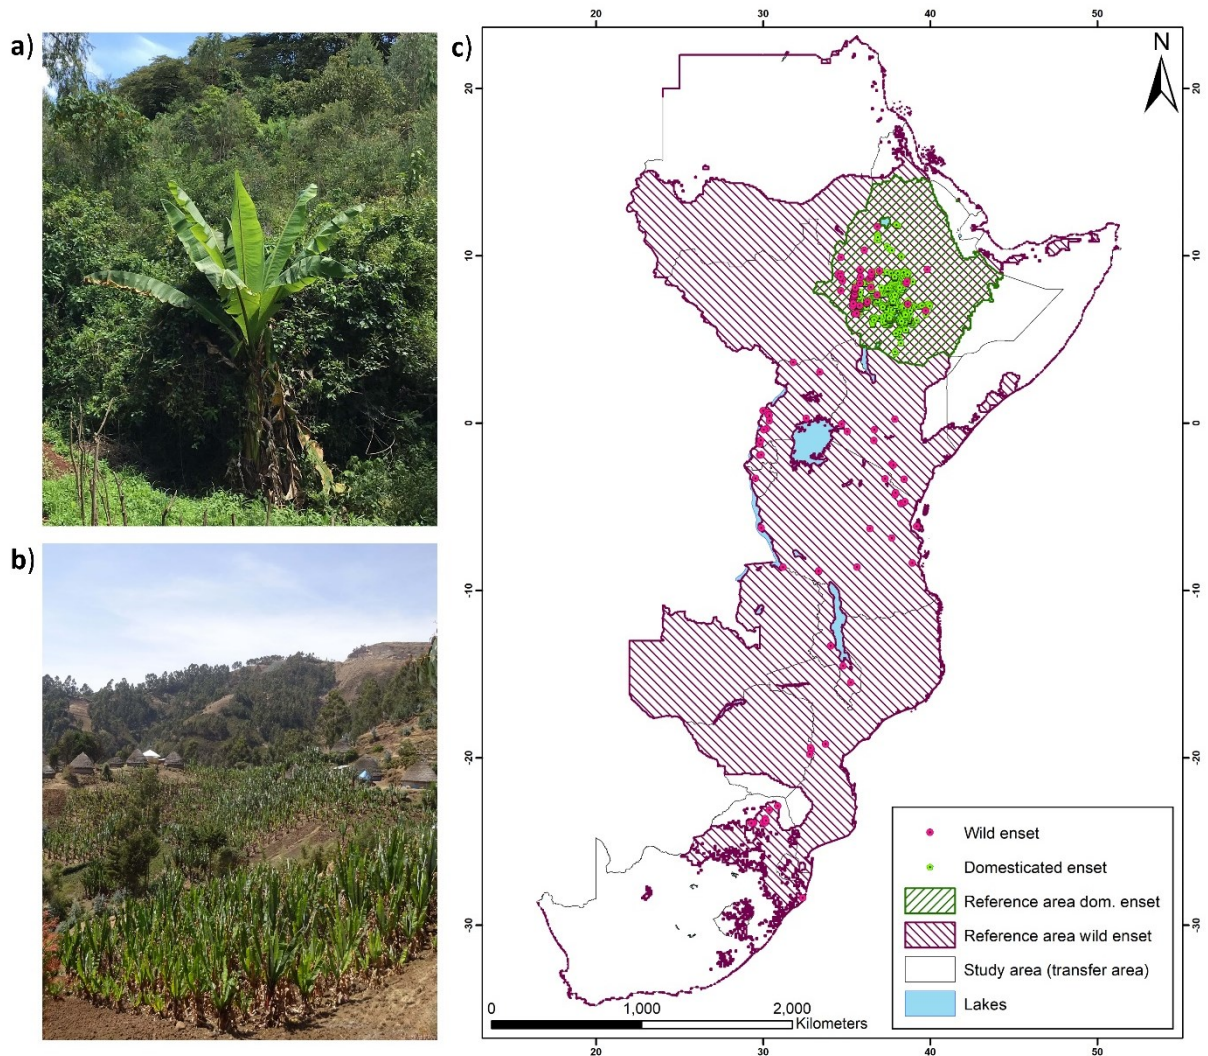 a)
b)
c)
20 30 40 50
N
20
10
0
-10
-20
-30
Wild enset
Domesticated enset
Reference area dom. enset
Reference area wild enset
Study area (transfer area)
Lakes
0 1,000 2,000
Kilometers
20 30 40 50
20
10
0
-10
-20
-30